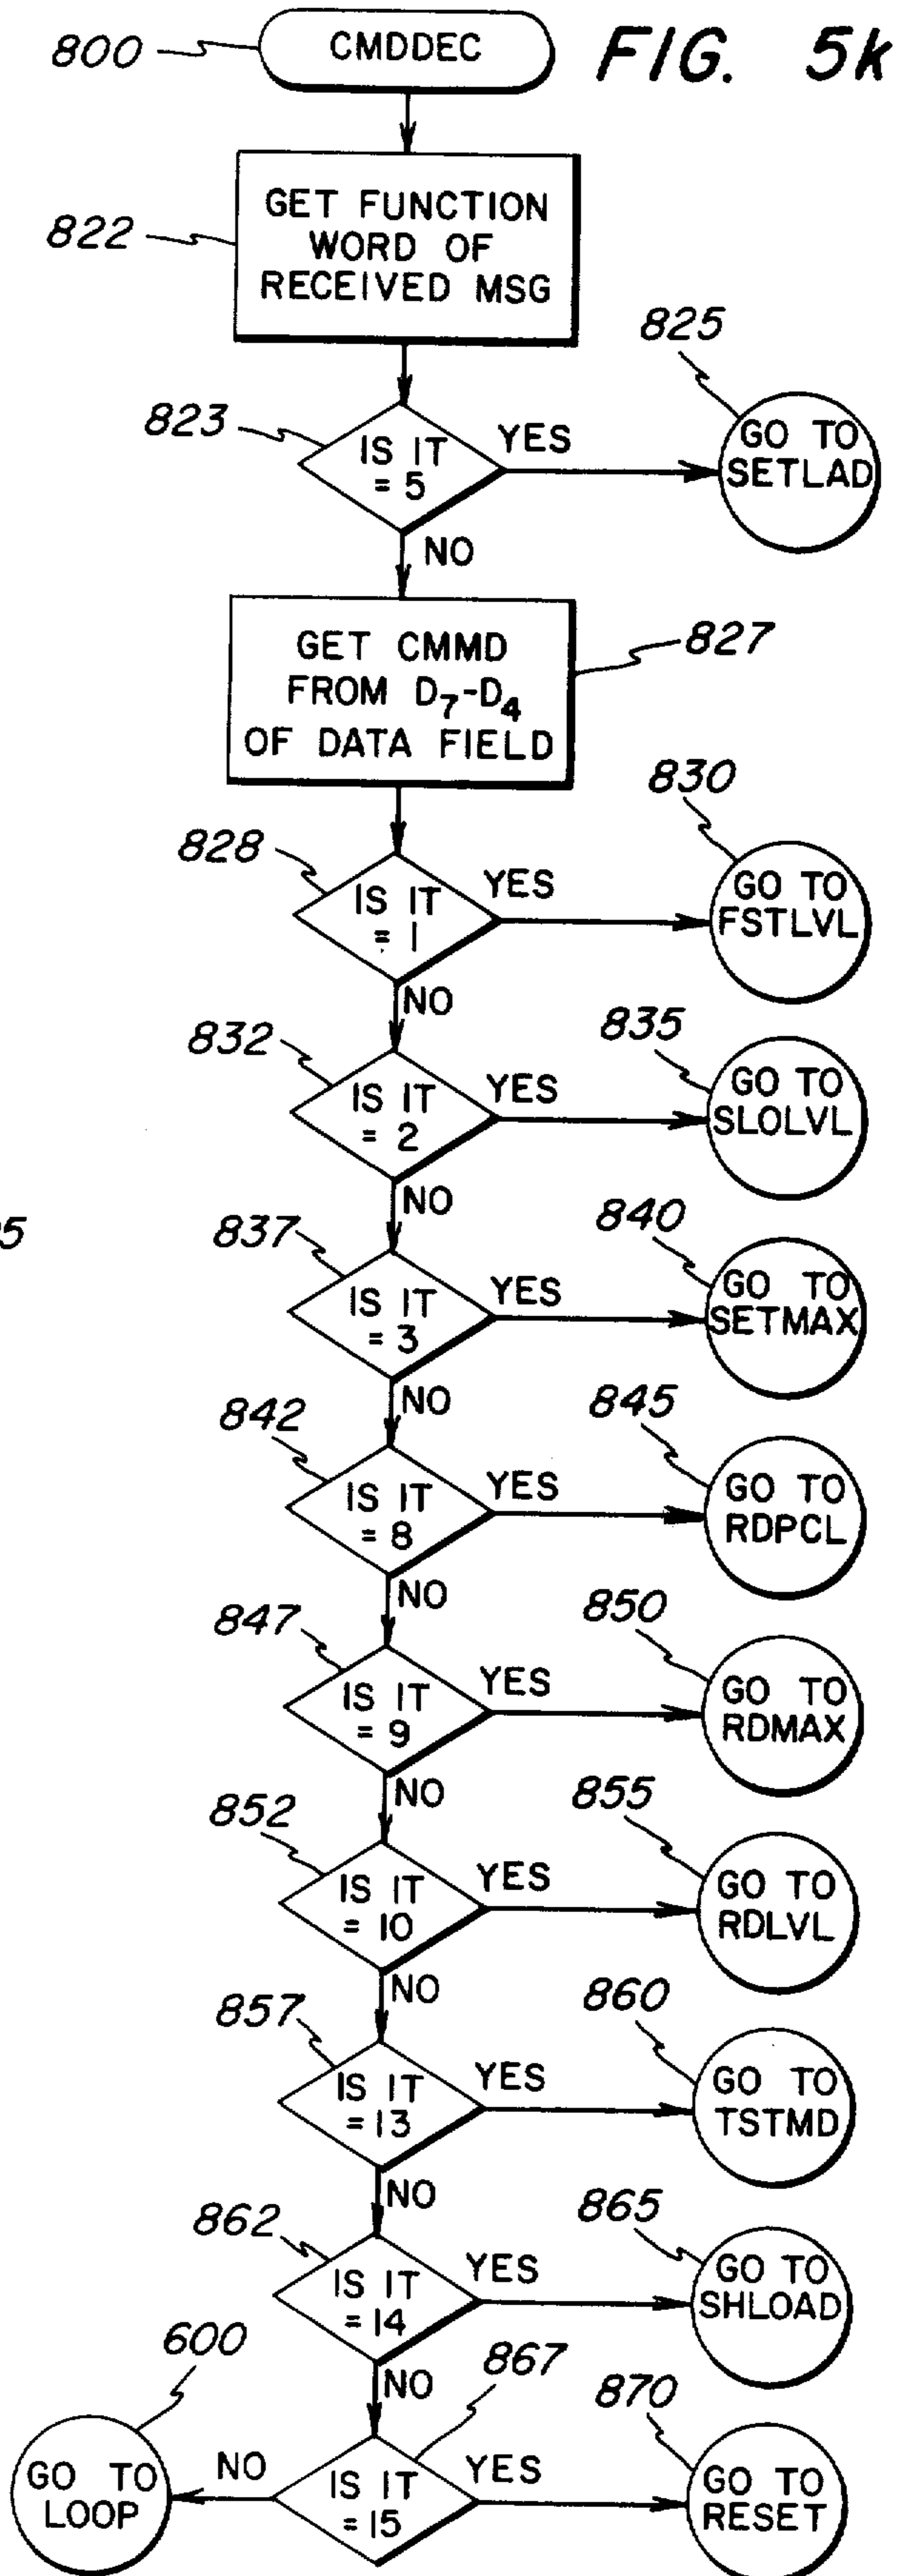 800
CMDDEC
FIG. 5k
822
GET FUNCTION
WORD OF
RECEIVED MSG
825
823
IS IT
= 5
YES
GO TO
SETLAD
NO
GET CMMD
FROM D7-D4
OF DATA FIELD
827
830
828
IS IT
= 1
YES
GO TO
FSTLVL
NO
832
835
IS IT
= 2
YES
GO TO
SLOLVL
NO
837
840
IS IT
= 3
YES
GO TO
SETMAX
NO
842
845
IS IT
= 8
YES
GO TO
RDPCL
NO
847
850
IS IT
= 9
YES
GO TO
RDMAX
NO
852
855
IS IT
= 10
YES
GO TO
RDLVL
NO
857
860
IS IT
= 13
YES
GO TO
TSTMD
NO
862
865
IS IT
= 14
YES
GO TO
SHLOAD
NO
600
867
870
GO TO
LOOP
NO
IS IT
= 15
YES
GO TO
RESET